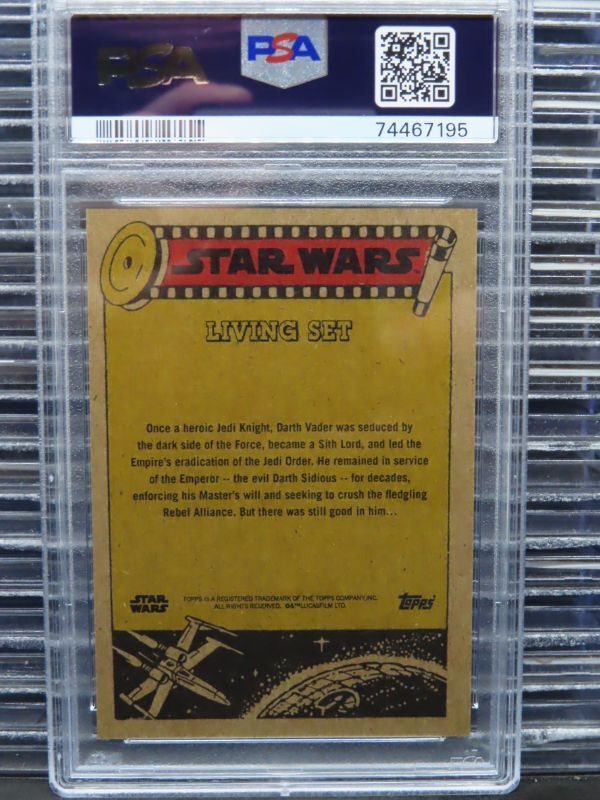 PSA
PSA
74467195
STAR WARS
LIVING SET
Once a heroic Jedi Knight, Darth Vader was seduced by
the dark side of the Force, became a Sith Lord, and led the
Empire's eradication of the Jedi Order. He remained in service
of the Emperor -- the evil Darth Sidious -- for decades,
enforcing his Master's will and seeking to crush the fledgling
Rebel Alliance. But there was still good in him...
STAR
WARS
TOPPS IS A REGISTERED TRADEMARK OF THE TOPPS COMPANY, INC.
ALL RIGHTS RESERVED. ©&™ LUCASFILM LTD.
Topps
PSA